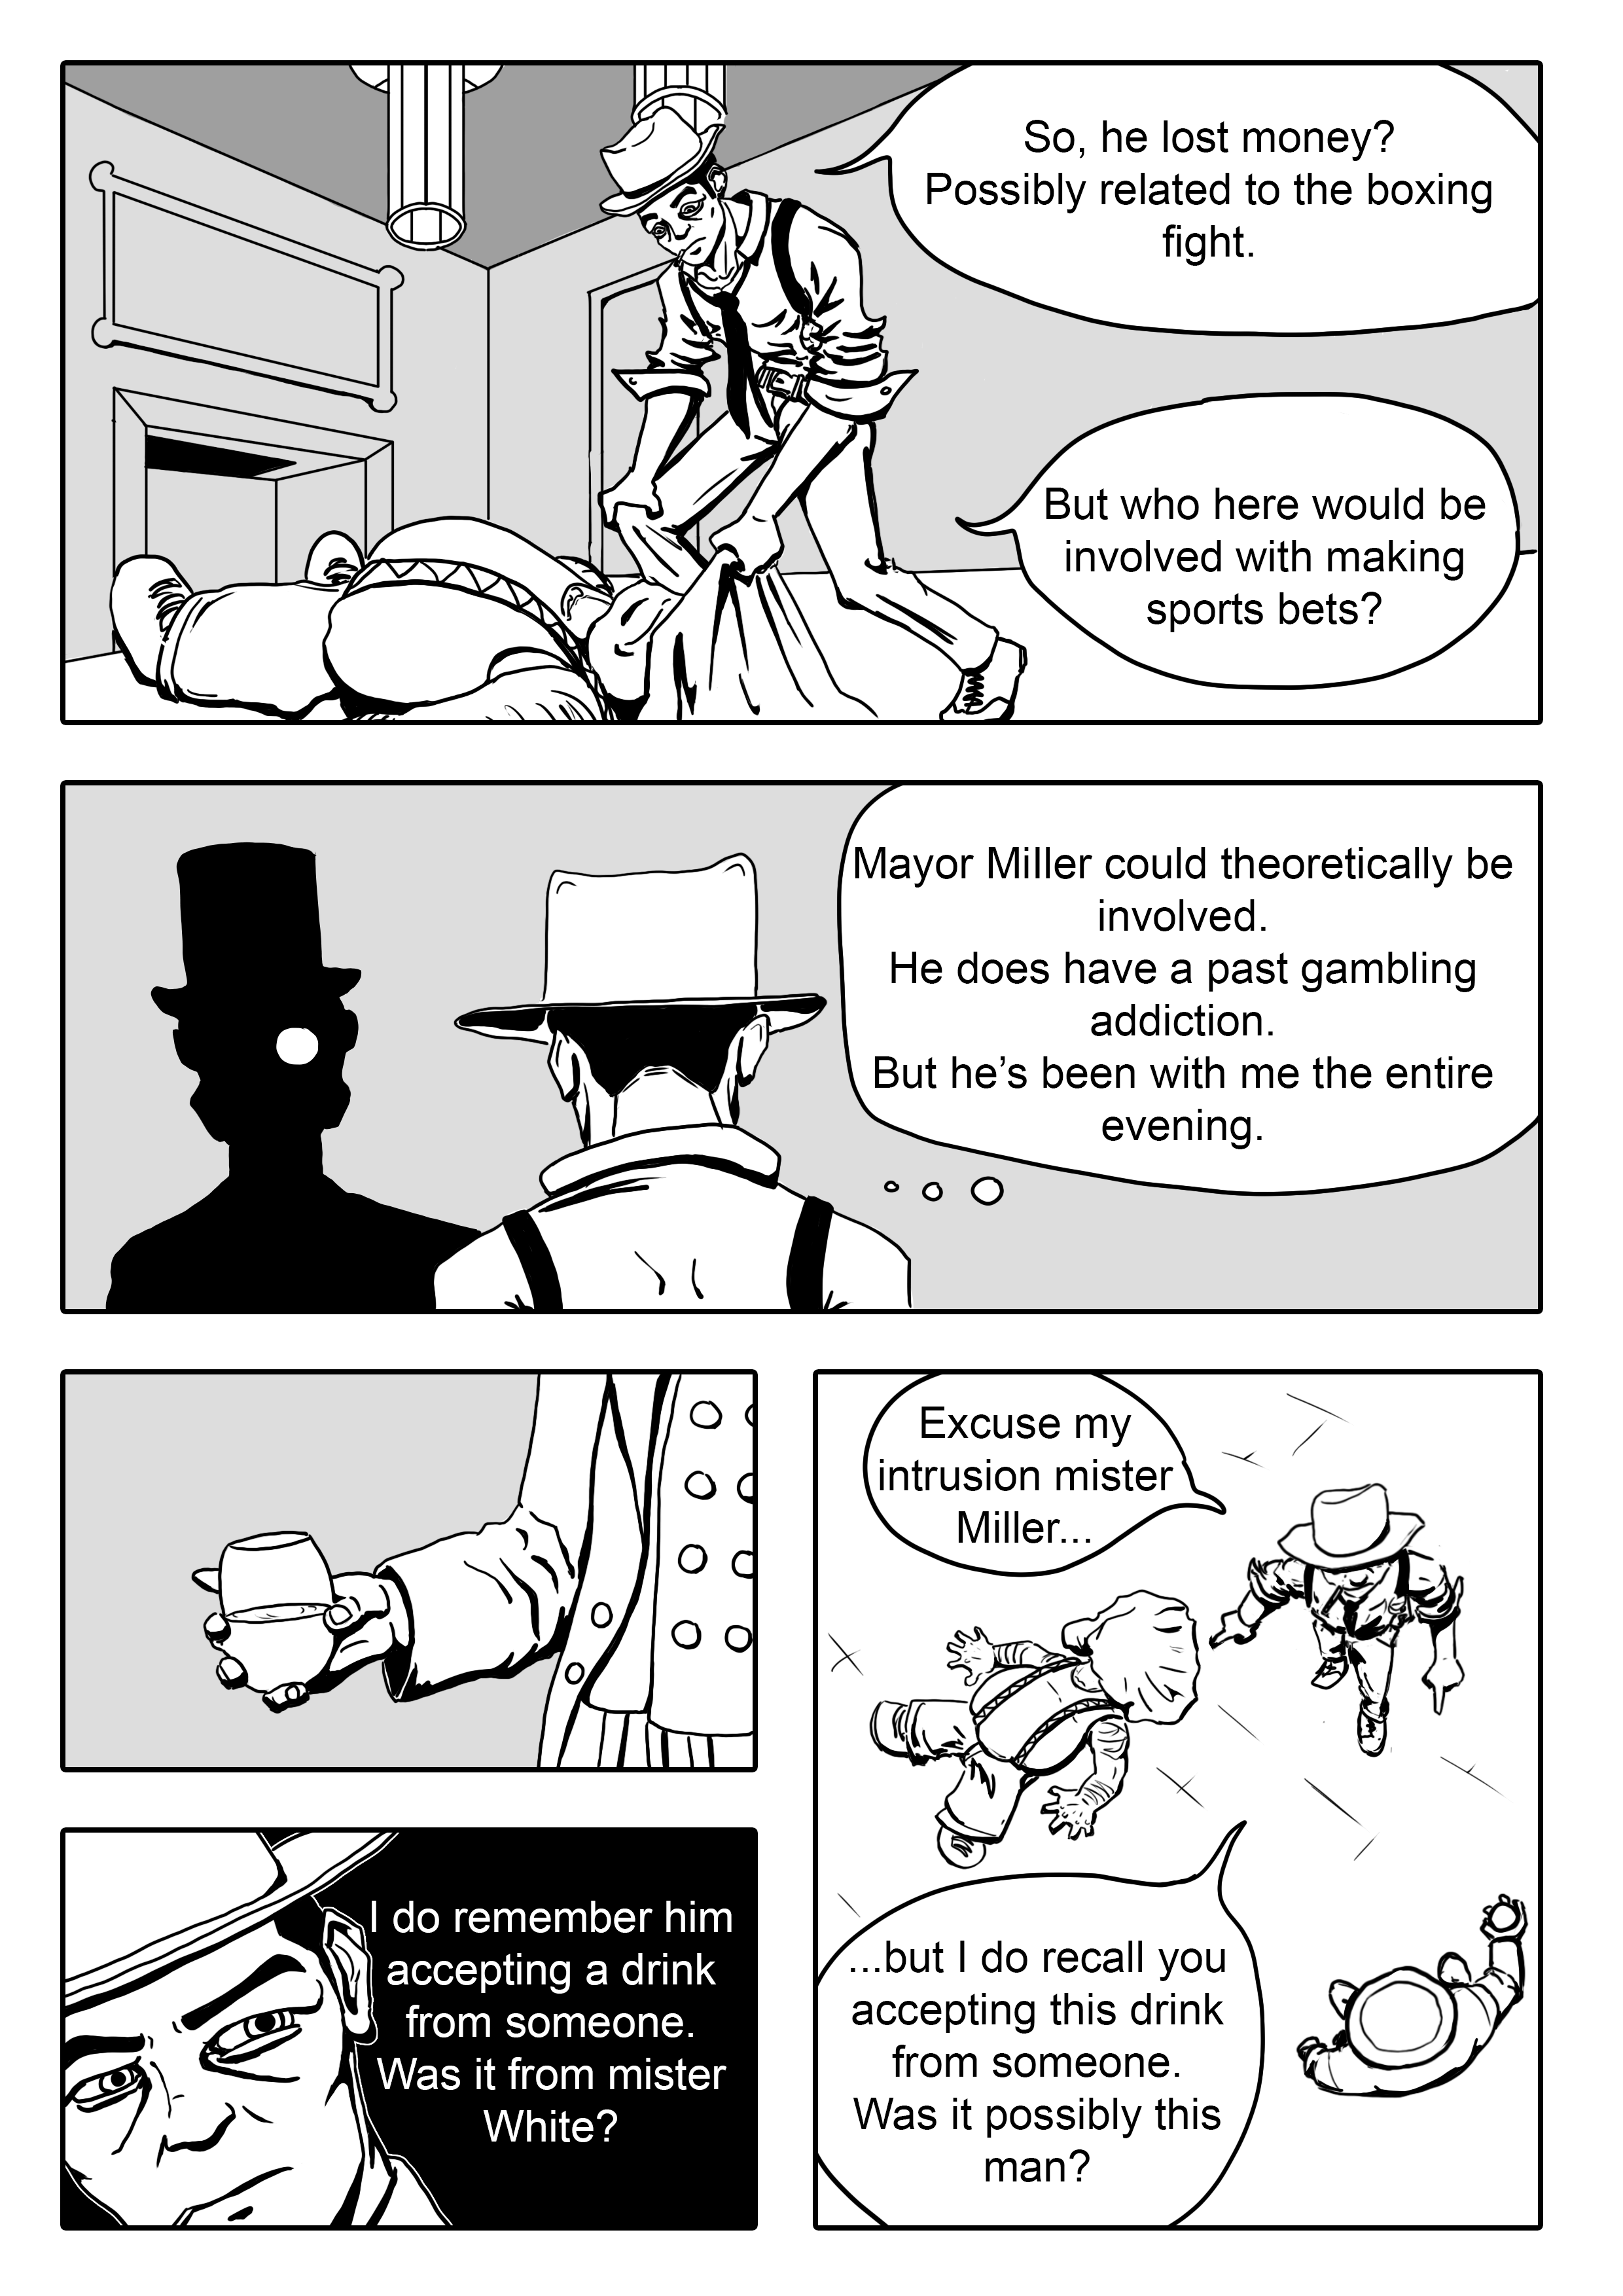 So, he lost money?
Possibly related to the boxing
fight.
But who here would be
involved with making
sports bets?
Mayor Miller could theoretically be
involved.
He does have a past gambling
addiction.
But he’s been with me the entire
evening.
I do remember him
accepting a drink
from someone.
Was it from mister
White?
Excuse my
intrusion mister
Miller...
...but I do recall you
accepting this drink
from someone.
Was it possibly this
man?